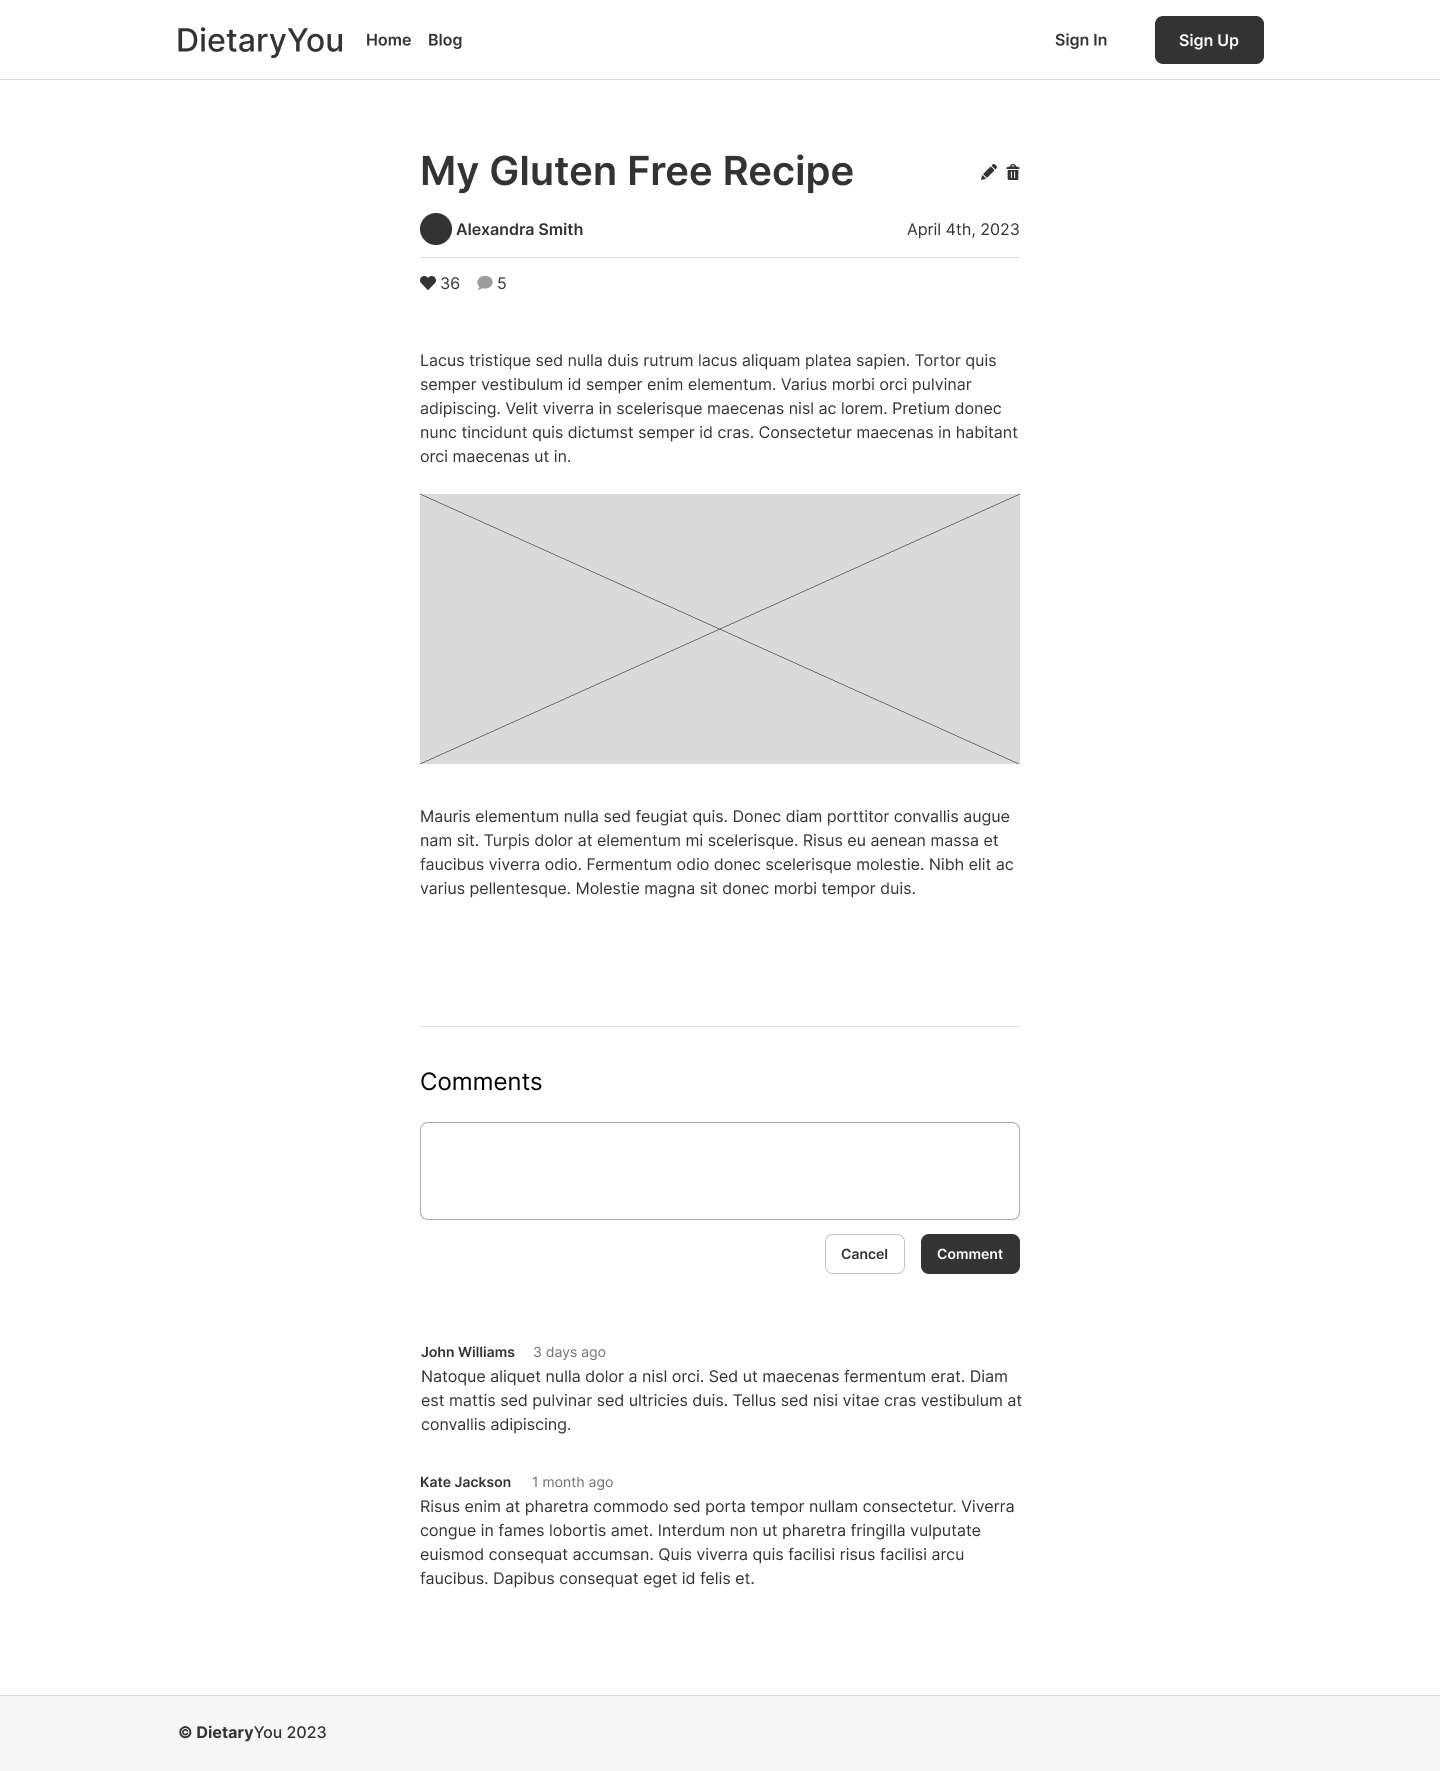 DietaryYou Home Blog Sign In Sign Up
My Gluten Free Recipe
Alexandra Smith April 4th, 2023
36 5
Lacus tristique sed nulla duis rutrum lacus aliquam platea sapien. Tortor quis
semper vestibulum id semper enim elementum. Varius morbi orci pulvinar
adipiscing. Velit viverra in scelerisque maecenas nisl ac lorem. Pretium donec
nunc tincidunt quis dictumst semper id cras. Consectetur maecenas in habitant
orci maecenas ut in.
Mauris elementum nulla sed feugiat quis. Donec diam porttitor convallis augue
nam sit. Turpis dolor at elementum mi scelerisque. Risus eu aenean massa et
faucibus viverra odio. Fermentum odio donec scelerisque molestie. Nibh elit ac
varius pellentesque. Molestie magna sit donec morbi tempor duis.
Comments
Cancel Comment
John Williams 3 days ago
Natoque aliquet nulla dolor a nisl orci. Sed ut maecenas fermentum erat. Diam
est mattis sed pulvinar sed ultricies duis. Tellus sed nisi vitae cras vestibulum at
convallis adipiscing.
Kate Jackson 1 month ago
Risus enim at pharetra commodo sed porta tempor nullam consectetur. Viverra
congue in fames lobortis amet. Interdum non ut pharetra fringilla vulputate
euismod consequat accumsan. Quis viverra quis facilisi risus facilisi arcu
faucibus. Dapibus consequat eget id felis et.
© DietaryYou 2023